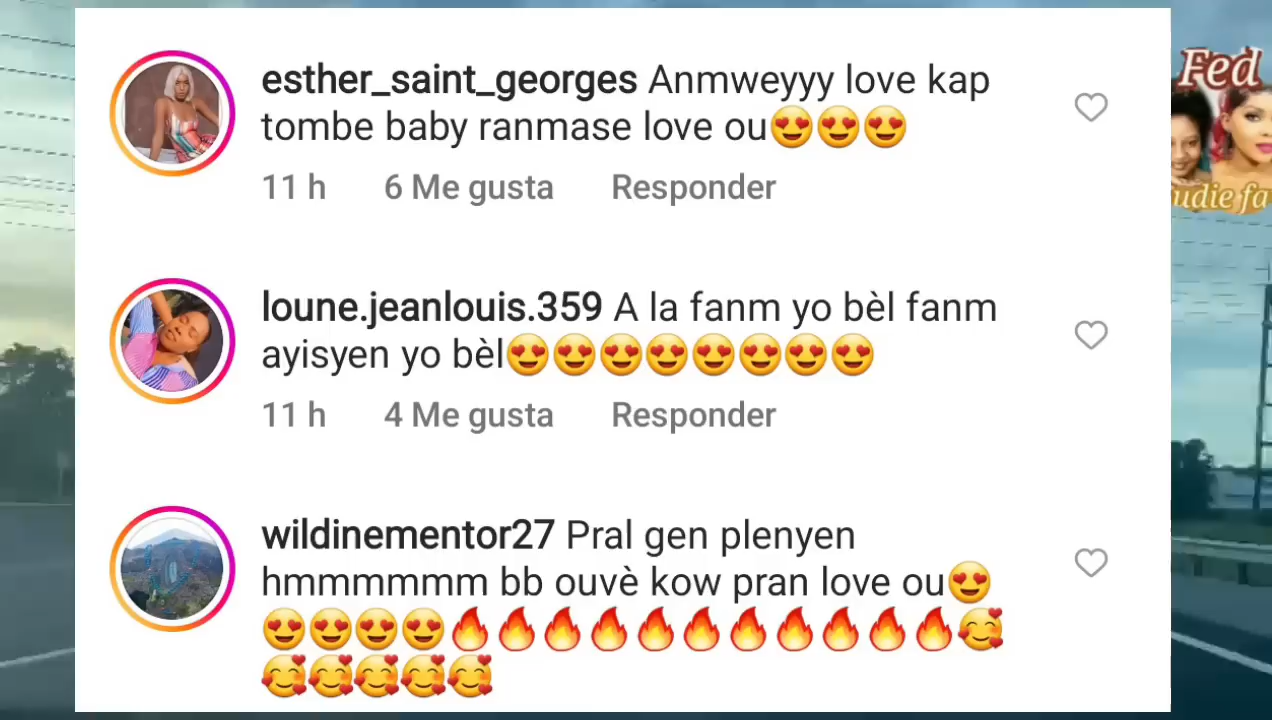 esther_saint_georges Anmweyyy love kap
tombe baby ranmase love ou😍😍😍
11 h 6 Me gusta Responder
loune.jeanlouis.359 A la fanm yo bèl fanm
ayisyen yo bèl😍😍😍😍😍😍😍😍
11 h 4 Me gusta Responder
wildinementor27 Pral gen plenyen
hmmmmmm bb ouvè kow pran love ou😍
😍😍😍😍🔥🔥🔥🔥🔥🔥🔥🔥🔥🔥🔥🥰
🥰🥰🥰🥰🥰
Fed
udie fa